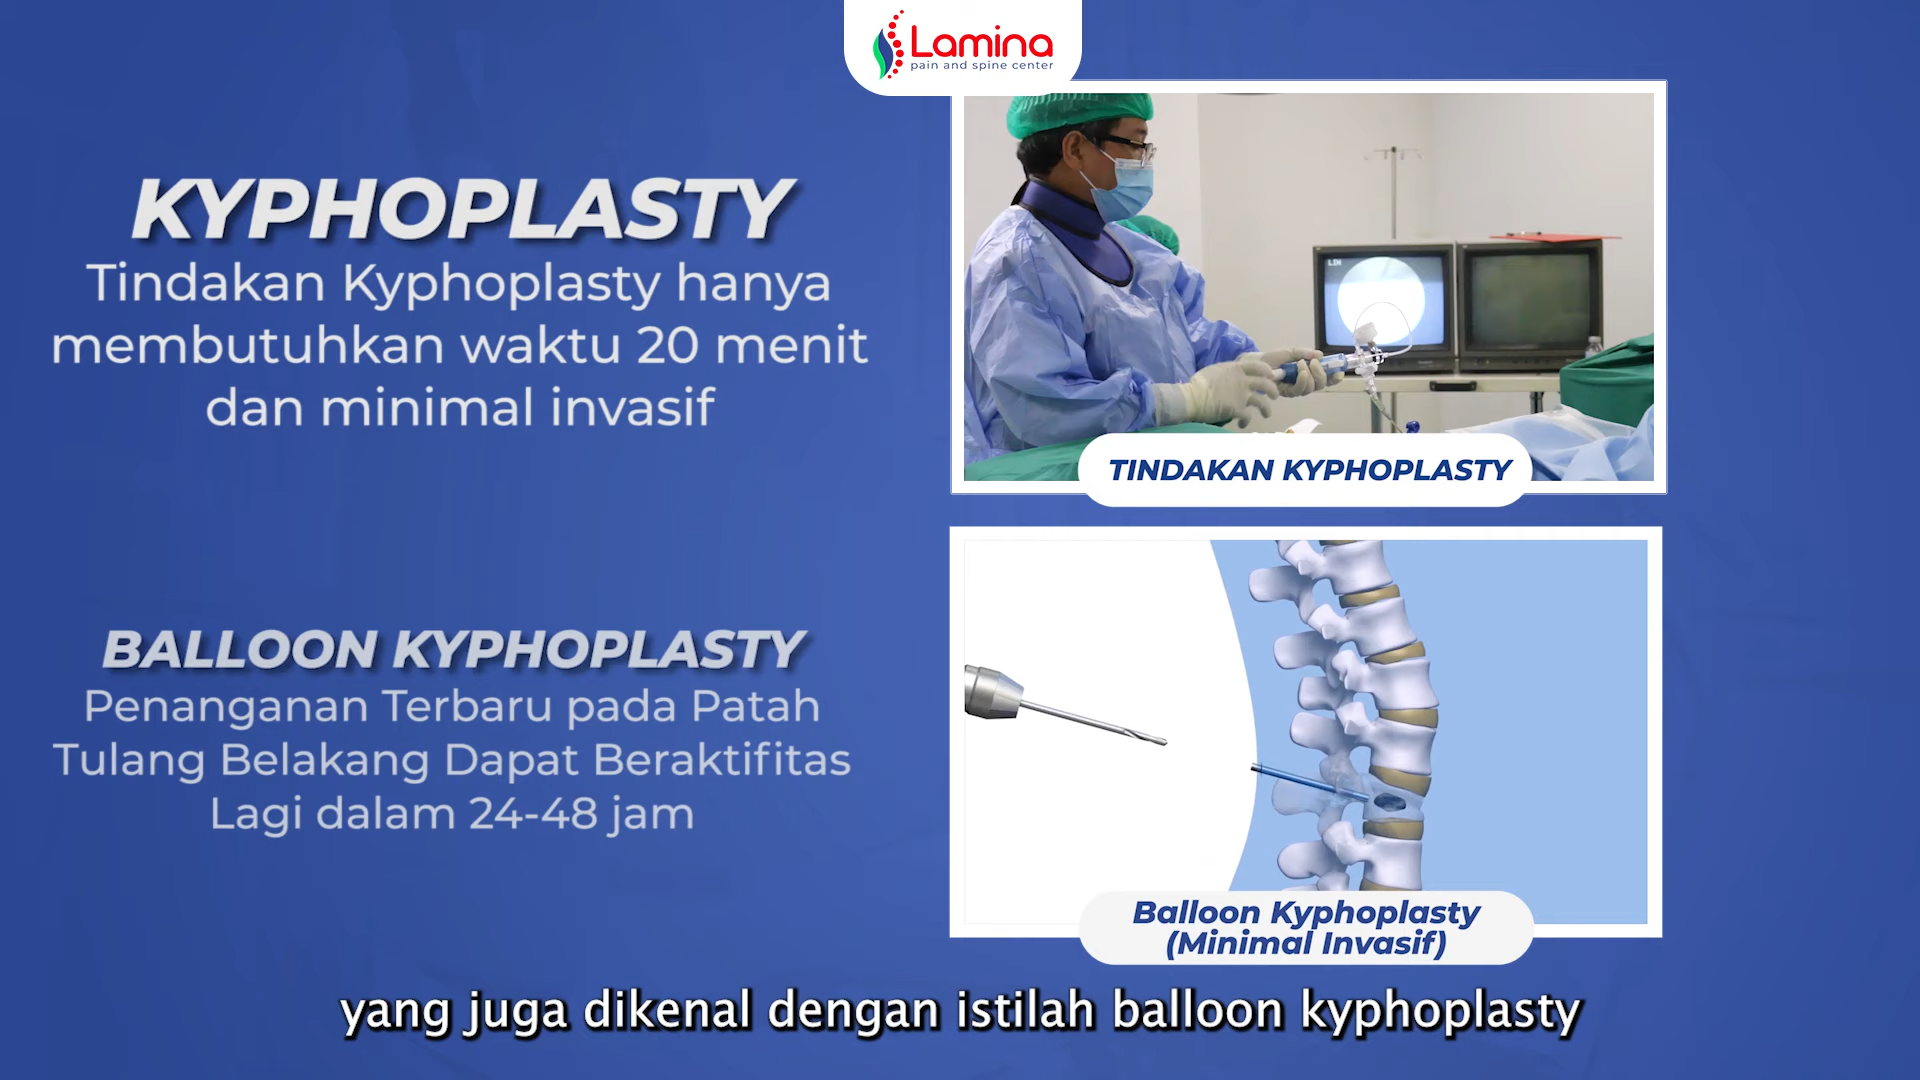 Lamina
pain and spine center
KYPHOPLASTY
Tindakan Kyphoplasty hanya
membutuhkan waktu 20 menit
dan minimal invasif
LIH
TINDAKAN KYPHOPLASTY
BALLOON KYPHOPLASTY
Penanganan Terbaru pada Patah
Tulang Belakang Dapat Beraktifitas
Lagi dalam 24-48 jam
Balloon Kyphoplasty
(Minimal Invasif)
yang juga dikenal dengan istilah balloon kyphoplasty